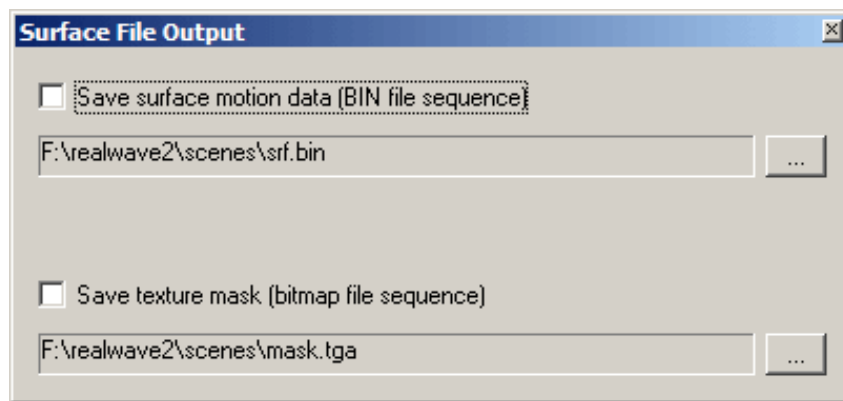 Surface File Output
Save surface motion data (BIN file sequence)
F:\realwave2\scenes\srf.bin
...
Save texture mask (bitmap file sequence)
F:\realwave2\scenes\mask.tga
...